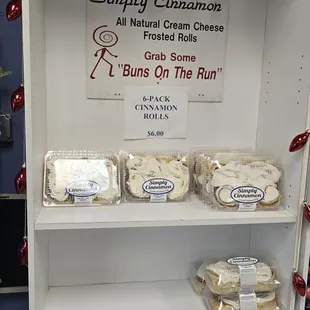 Simply Cinnamon
All Natural Cream Cheese
Frosted Rolls
Grab Some
"Buns On The Run"
6-PACK
CINNAMON
ROLLS
$6.00
Simply
Cinnamon
Simply
Cinnamon
Simply
Cinnamon